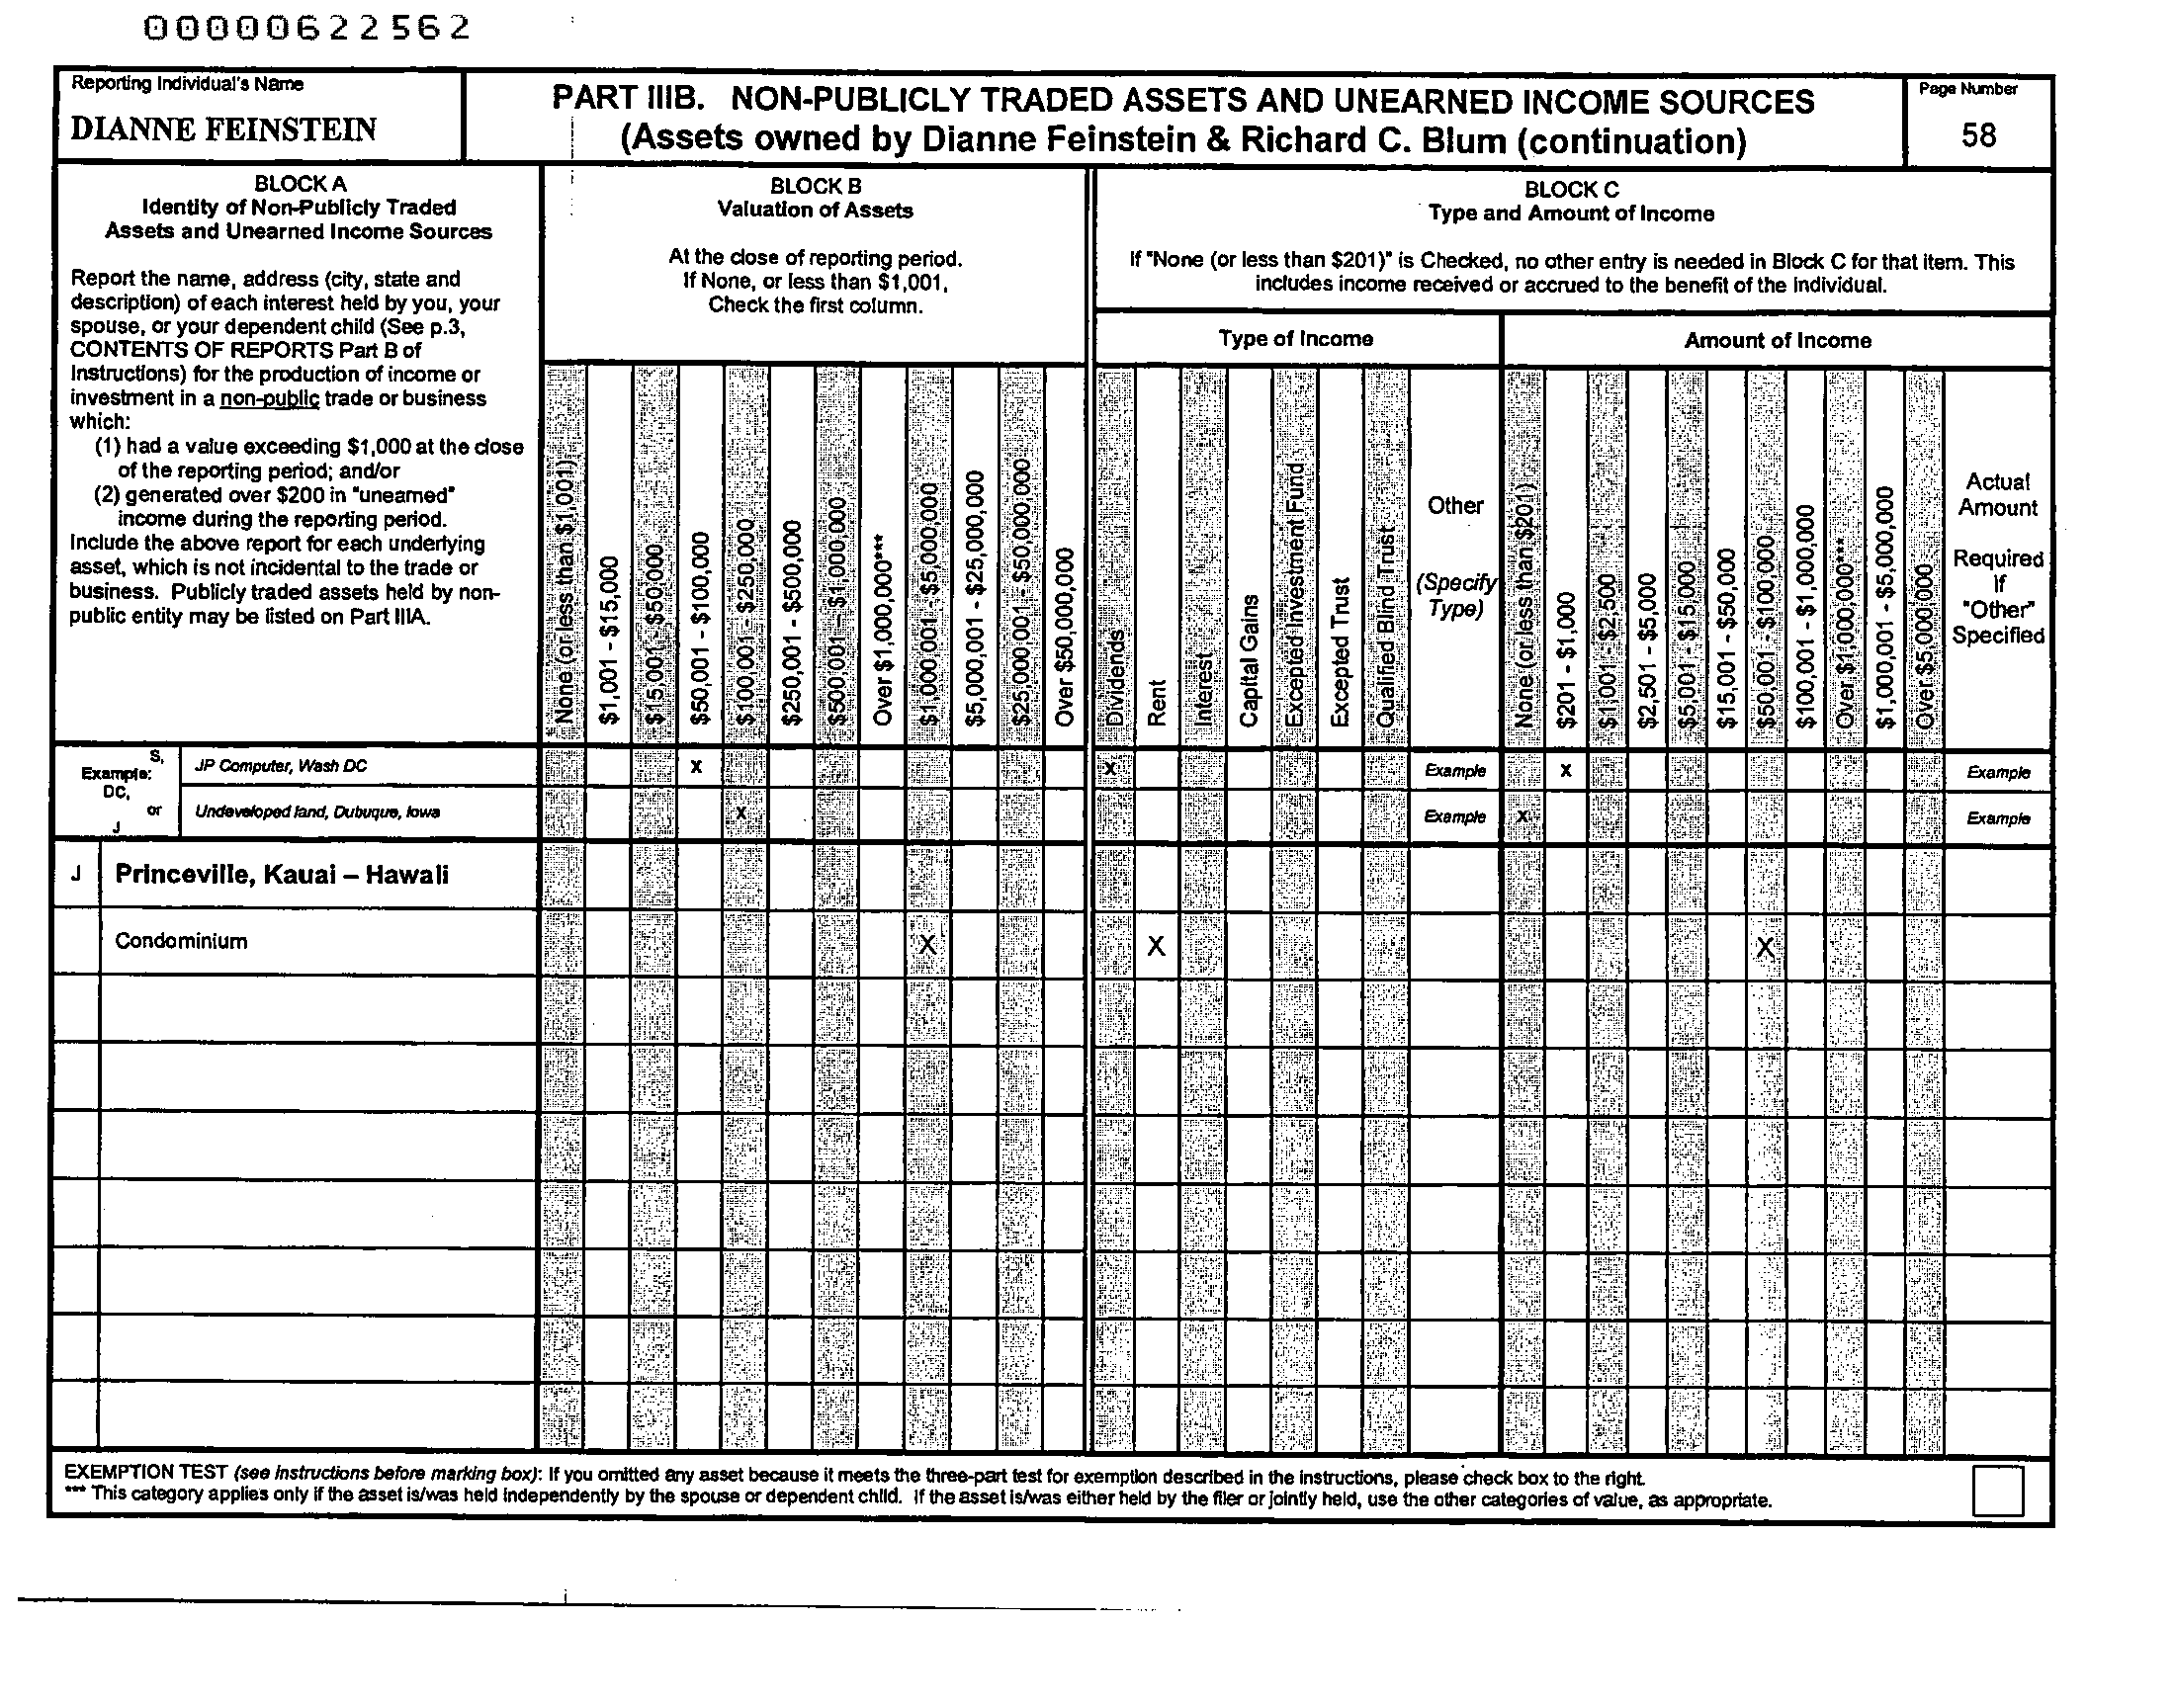 00000622562
Reporting Individual's Name
DIANNE FEINSTEIN
PART IIIB. NON-PUBLICLY TRADED ASSETS AND UNEARNED INCOME SOURCES
(Assets owned by Dianne Feinstein & Richard C. Blum (continuation)
Page Number
58
BLOCK A
Identity of Non-Publicly Traded
Assets and Unearned Income Sources
Report the name, address (city, state and
description) of each interest held by you, your
spouse, or your dependent child (See p.3,
CONTENTS OF REPORTS Part B of
Instructions) for the production of income or
investment in a non-public trade or business
which:
(1) had a value exceeding $1,000 at the close
of the reporting period; and/or
(2) generated over $200 in "unearned"
income during the reporting period.
Include the above report for each underlying
asset, which is not incidental to the trade or
business. Publicly traded assets held by non-
public entity may be listed on Part IIIA.
BLOCK B
Valuation of Assets
At the close of reporting period.
If None, or less than $1,001,
Check the first column.
None (or less than $1,001)
$1,001 - $15,000
$15,001 - $50,000
$50,001 - $100,000
$100,001 - $250,000
$250,001 - $500,000
$500,001 - $1,000,000
Over $1,000,000***
$1,000,001 - $5,000,000
$5,000,001 - $25,000,000
$25,000,001 - $50,000,000
Over $50,000,000
BLOCK C
Type and Amount of Income
If "None (or less than $201)" is Checked, no other entry is needed in Block C for that item. This
includes income received or accrued to the benefit of the individual.
Type of Income
Amount of Income
Dividends
Rent
Interest
Capital Gains
Excepted Investment Fund
Excepted Trust
Qualified Blind Trust
Other
(Specify
Type)
None (or less than $201)
$201 - $1,000
$1,001 - $2,500
$2,501 - $5,000
$5,001 - $15,000
$15,001 - $50,000
$50,001 - $100,000
$100,001 - $1,000,000
Over $1,000,000***
$1,000,001 - $5,000,000
Over $5,000,000
Actual
Amount
Required
If
"Other"
Specified
S,
Example:
DC,
or
J
JP Computer, Wash DC X X Example X Example
Undeveloped land, Dubuque, Iowa X Example X Example
J Princeville, Kauai – Hawaii
Condominium X X X
EXEMPTION TEST (see instructions before marking box): If you omitted any asset because it meets the three-part test for exemption described in the instructions, please check box to the right.
*** This category applies only if the asset is/was held independently by the spouse or dependent child. If the asset is/was either held by the filer or jointly held, use the other categories of value, as appropriate.